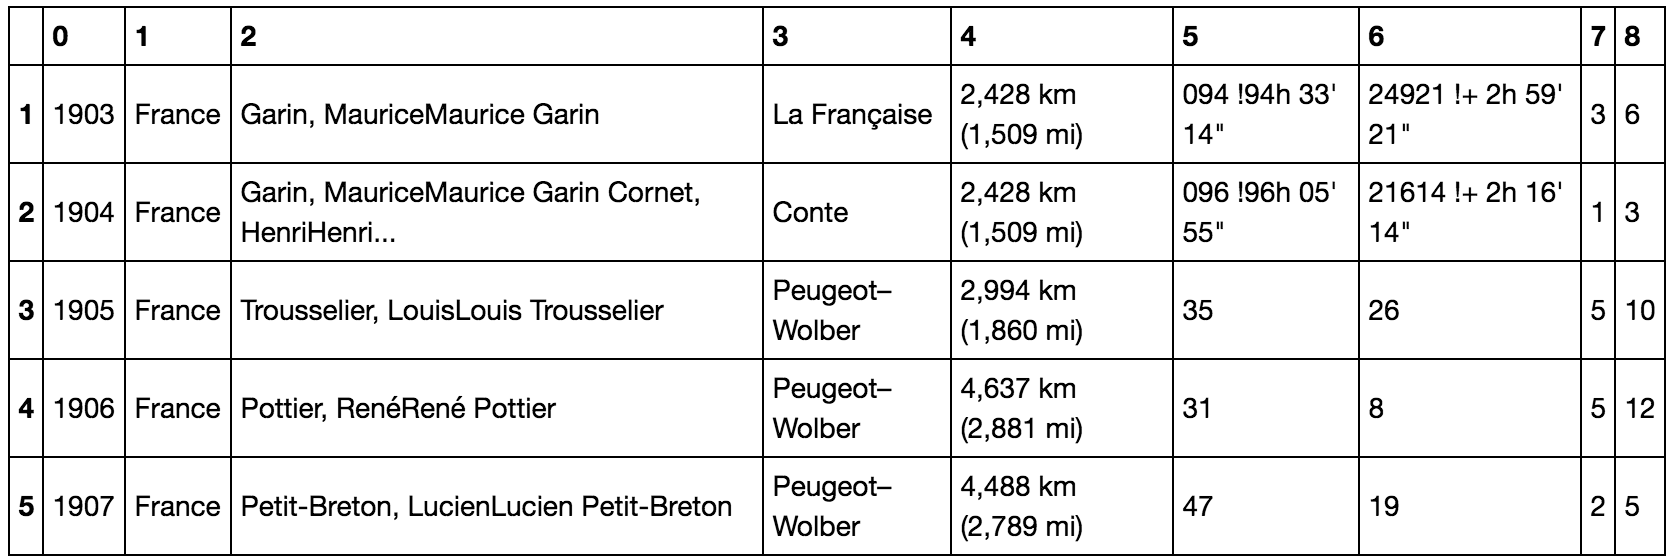 0 1 2 3 4 5 6 7 8
1 1903 France Garin, MauriceMaurice Garin La Française 2,428 km (1,509 mi) 094 !94h 33' 14" 24921 !+ 2h 59' 21" 3 6
2 1904 France Garin, MauriceMaurice Garin Cornet, HenriHenri... Conte 2,428 km (1,509 mi) 096 !96h 05' 55" 21614 !+ 2h 16' 14" 1 3
3 1905 France Trousselier, LouisLouis Trousselier Peugeot–Wolber 2,994 km (1,860 mi) 35 26 5 10
4 1906 France Pottier, RenéRené Pottier Peugeot–Wolber 4,637 km (2,881 mi) 31 8 5 12
5 1907 France Petit-Breton, LucienLucien Petit-Breton Peugeot–Wolber 4,488 km (2,789 mi) 47 19 2 5